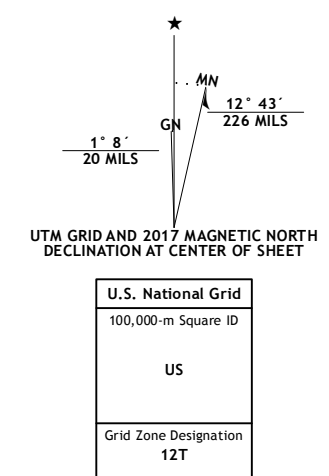 ★
MN
12° 43´
226 MILS
GN
1° 8´
20 MILS
UTM GRID AND 2017 MAGNETIC NORTH
DECLINATION AT CENTER OF SHEET
U.S. National Grid
100,000-m Square ID
US
Grid Zone Designation
12T